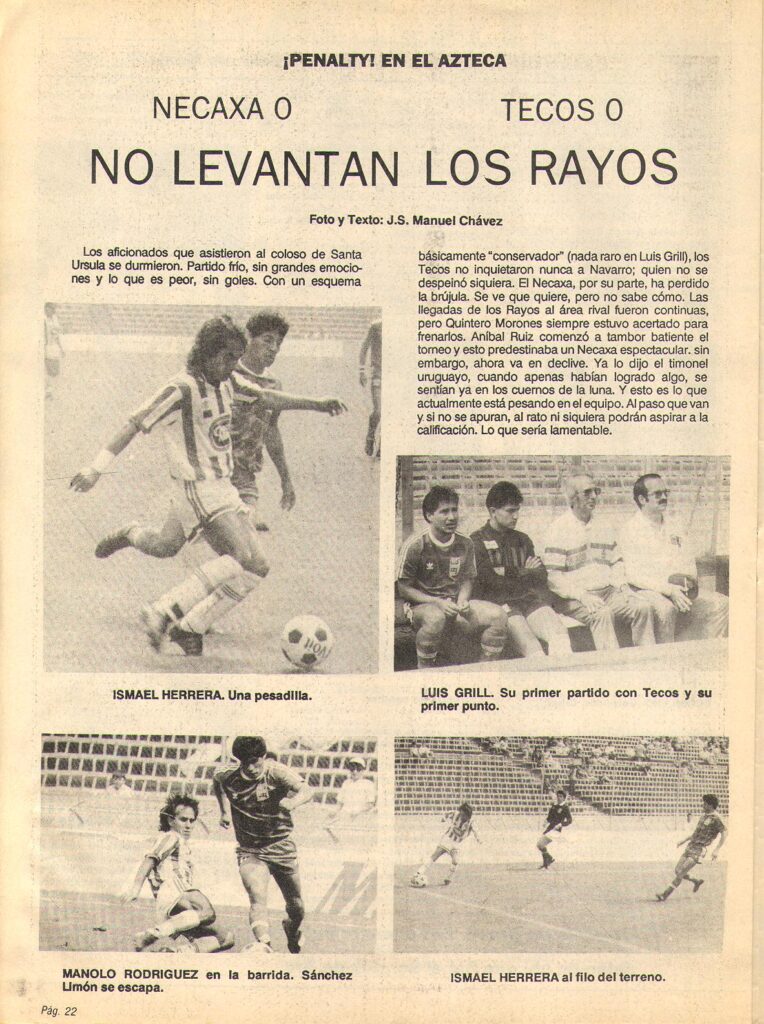 ¡PENALTY! EN EL AZTECA
NECAXA 0 TECOS 0
NO LEVANTAN LOS RAYOS
Foto y Texto: J.S. Manuel Chávez
Los aficionados que asistieron al coloso de Santa
Ursula se durmieron. Partido frío, sin grandes emocio-
nes y lo que es peor, sin goles. Con un esquema
básicamente “conservador” (nada raro en Luis Grill), los
Tecos no inquietaron nunca a Navarro; quien no se
despeinó siquiera. El Necaxa, por su parte, ha perdido
la brújula. Se ve que quiere, pero no sabe cómo. Las
llegadas de los Rayos al área rival fueron continuas,
pero Quintero Morones siempre estuvo acertado para
frenarlos. Aníbal Ruiz comenzó a tambor batiente el
torneo y esto predestinaba un Necaxa espectacular. sin
embargo, ahora va en declive. Ya lo dijo el timonel
uruguayo, cuando apenas habían logrado algo, se
sentían ya en los cuernos de la luna. Y esto es lo que
actualmente está pesando en el equipo. Al paso que van
y si no se apuran, al rato ni siquiera podrán aspirar a la
calificación. Lo que sería lamentable.
ISMAEL HERRERA. Una pesadilla.
LUIS GRILL. Su primer partido con Tecos y su
primer punto.
MANOLO RODRIGUEZ en la barrida. Sánchez
Limón se escapa.
ISMAEL HERRERA al filo del terreno.
Pág. 22